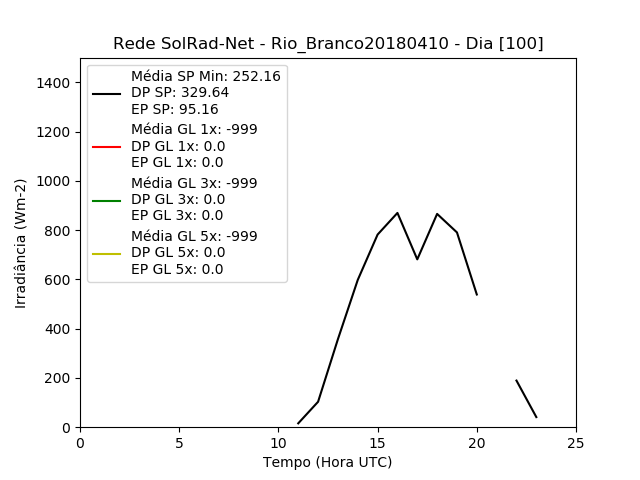 Rede SolRad-Net - Rio_Branco20180410 - Dia [100]
Média SP Min: 252.16
DP SP: 329.64
EP SP: 95.16
Média GL 1x: -999
DP GL 1x: 0.0
EP GL 1x: 0.0
Média GL 3x: -999
DP GL 3x: 0.0
EP GL 3x: 0.0
Média GL 5x: -999
DP GL 5x: 0.0
EP GL 5x: 0.0
Irradiância (Wm-2)
1400
1200
1000
800
600
400
200
0
0 5 10 15 20 25
Tempo (Hora UTC)